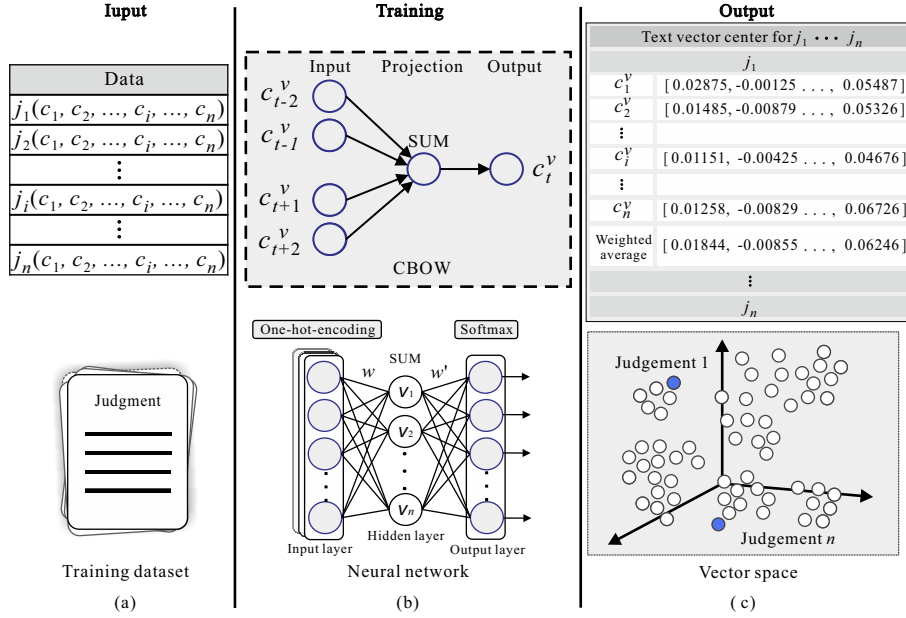 Iuput
Data
j1(c1, c2, ..., ci, ..., cn)
j2(c1, c2, ..., ci, ..., cn)
⋮
ji(c1, c2, ..., ci, ..., cn)
⋮
jn(c1, c2, ..., ci, ..., cn)
Judgment
Training dataset
(a)
Training
Input Projection Output
c^v_t-2
c^v_t-1
SUM
c^v_t
c^v_t+1
c^v_t+2
CBOW
One-hot-encoding Softmax
SUM
w w'
V1
V2
Vn
Input layer Hidden layer Output layer
Neural network
(b)
Output
Text vector center for j1 ··· jn
j1
c^v_1 [0.02875, -0.00125 . . . , 0.05487]
c^v_2 [0.01485, -0.00879 . . . , 0.05326]
⋮
c^v_i [0.01151, -0.00425 . . . , 0.04676]
⋮
c^v_n [0.01258, -0.00829 . . . , 0.06726]
Weighted
average [0.01844, -0.00855 . . . , 0.06246]
⋮
jn
Judgement 1
Judgement n
Vector space
(c)